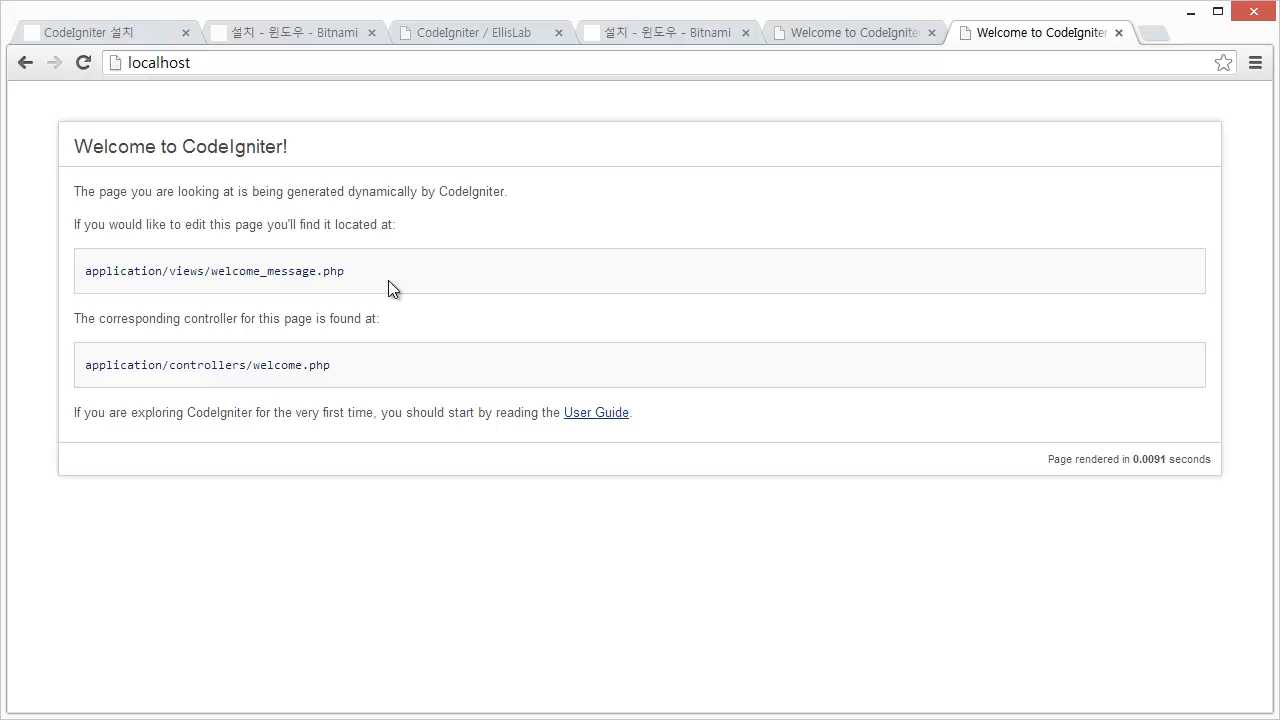 CodeIgniter 설치
설치 - 윈도우 - Bitnami
CodeIgniter / EllisLab
설치 - 윈도우 - Bitnami
Welcome to CodeIgniter
Welcome to CodeIgniter
localhost
Welcome to CodeIgniter!
The page you are looking at is being generated dynamically by CodeIgniter.
If you would like to edit this page you'll find it located at:
application/views/welcome_message.php
The corresponding controller for this page is found at:
application/controllers/welcome.php
If you are exploring CodeIgniter for the very first time, you should start by reading the User Guide.
Page rendered in 0.0091 seconds